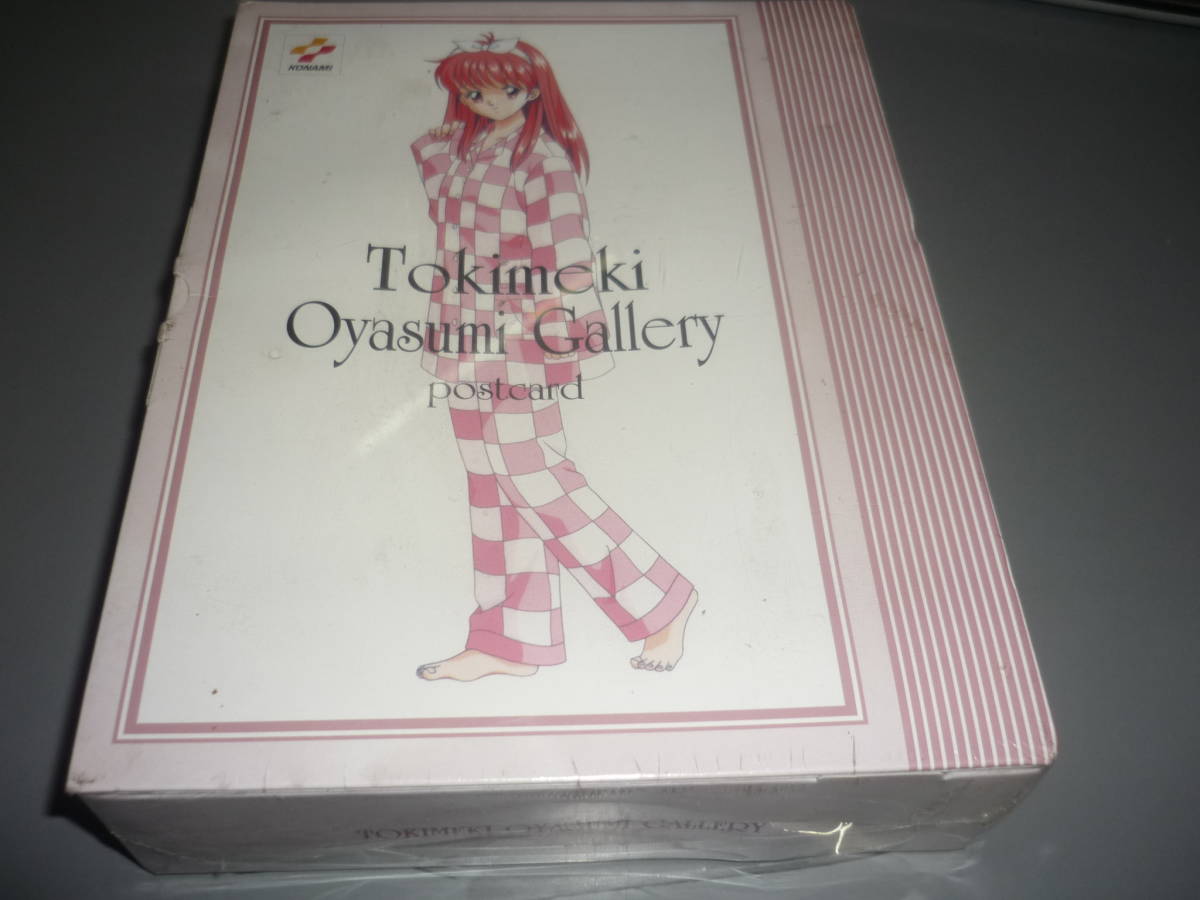 KONAMI
Tokimeki
Oyasumi Gallery
postcard
TOKIMEKI OYASUMI GALLERY